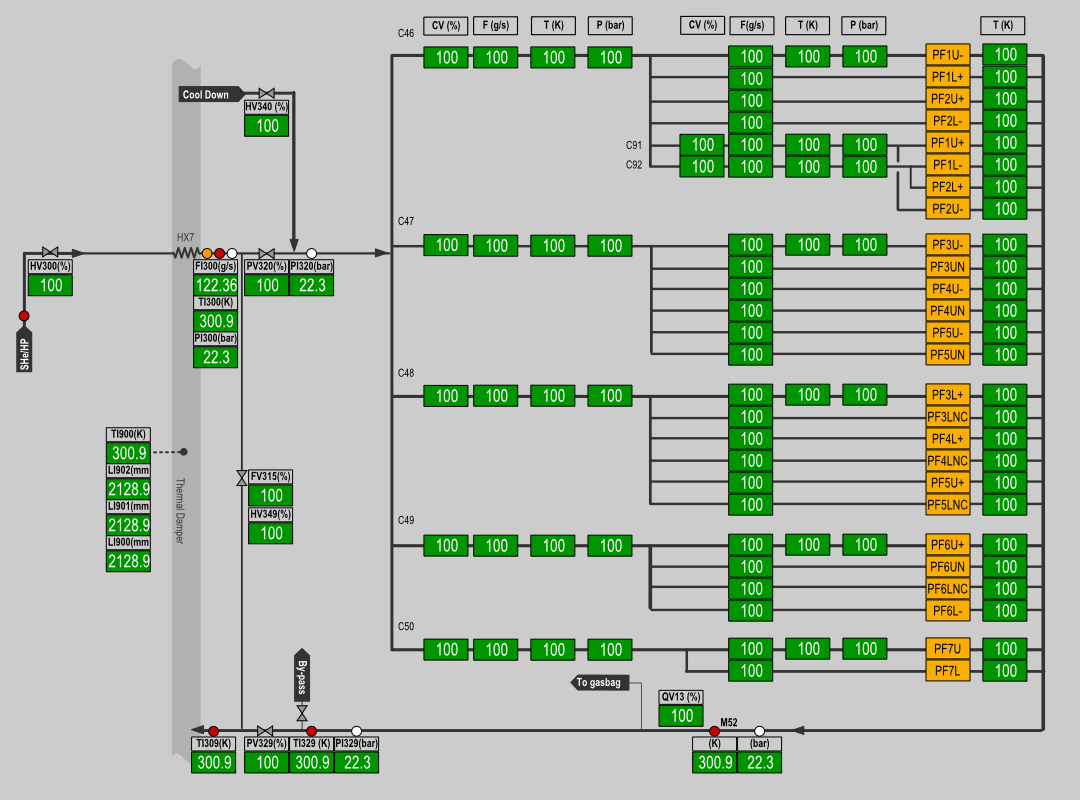 CV (%) F (g/s) T (K) P (bar) CV (%) F(g/s) T (K) P (bar) T (K)
C46
100 100 100 100 100 100 100 PF1U- 100
100 PF1L+ 100
100 PF2U+ 100
100 PF2L- 100
C91 100 100 100 100 PF1U+ 100
C92 100 100 100 100 PF1L- 100
PF2L+ 100
PF2U- 100
Cool Down
HV340 (%)
100
C47
100 100 100 100 100 100 100 PF3U- 100
100 PF3UN 100
100 PF4U- 100
100 PF4UN 100
100 PF5U- 100
100 PF5UN 100
HX7
HV300(%)
100
SHe/HP
FI300(g/s)
122.36
TI300(K)
300.9
PI300(bar)
22.3
PV320(%) PI320(bar)
100 22.3
C48
100 100 100 100 100 100 100 PF3L+ 100
100 PF3LNC 100
100 PF4L+ 100
100 PF4LNC 100
100 PF5U+ 100
100 PF5LNC 100
TI900(K)
300.9
LI902(mm
2128.9
LI901(mm
2128.9
LI900(mm
2128.9
Thermal Damper
FV315(%)
100
HV349(%)
100
C49
100 100 100 100 100 100 100 PF6U+ 100
100 PF6UN 100
100 PF6LNC 100
100 PF6L- 100
C50
100 100 100 100 100 100 100 PF7U 100
100 PF7L 100
By-pass
To gasbag
QV13 (%)
100
M52
TI309(K) PV329(%) TI329 (K) PI329(bar) (K) (bar)
300.9 100 300.9 22.3 300.9 22.3